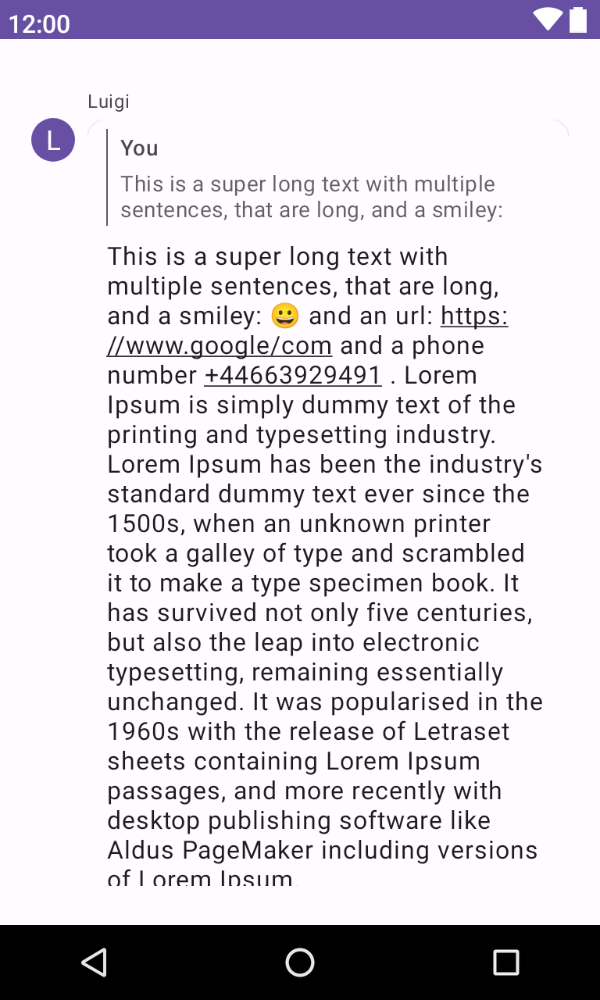 12:00
Luigi
L
You
This is a super long text with multiple
sentences, that are long, and a smiley:
This is a super long text with
multiple sentences, that are long,
and a smiley: 😀 and an url: https:
//www.google/com and a phone
number +44663929491 . Lorem
Ipsum is simply dummy text of the
printing and typesetting industry.
Lorem Ipsum has been the industry's
standard dummy text ever since the
1500s, when an unknown printer
took a galley of type and scrambled
it to make a type specimen book. It
has survived not only five centuries,
but also the leap into electronic
typesetting, remaining essentially
unchanged. It was popularised in the
1960s with the release of Letraset
sheets containing Lorem Ipsum
passages, and more recently with
desktop publishing software like
Aldus PageMaker including versions
of Lorem Ipsum.